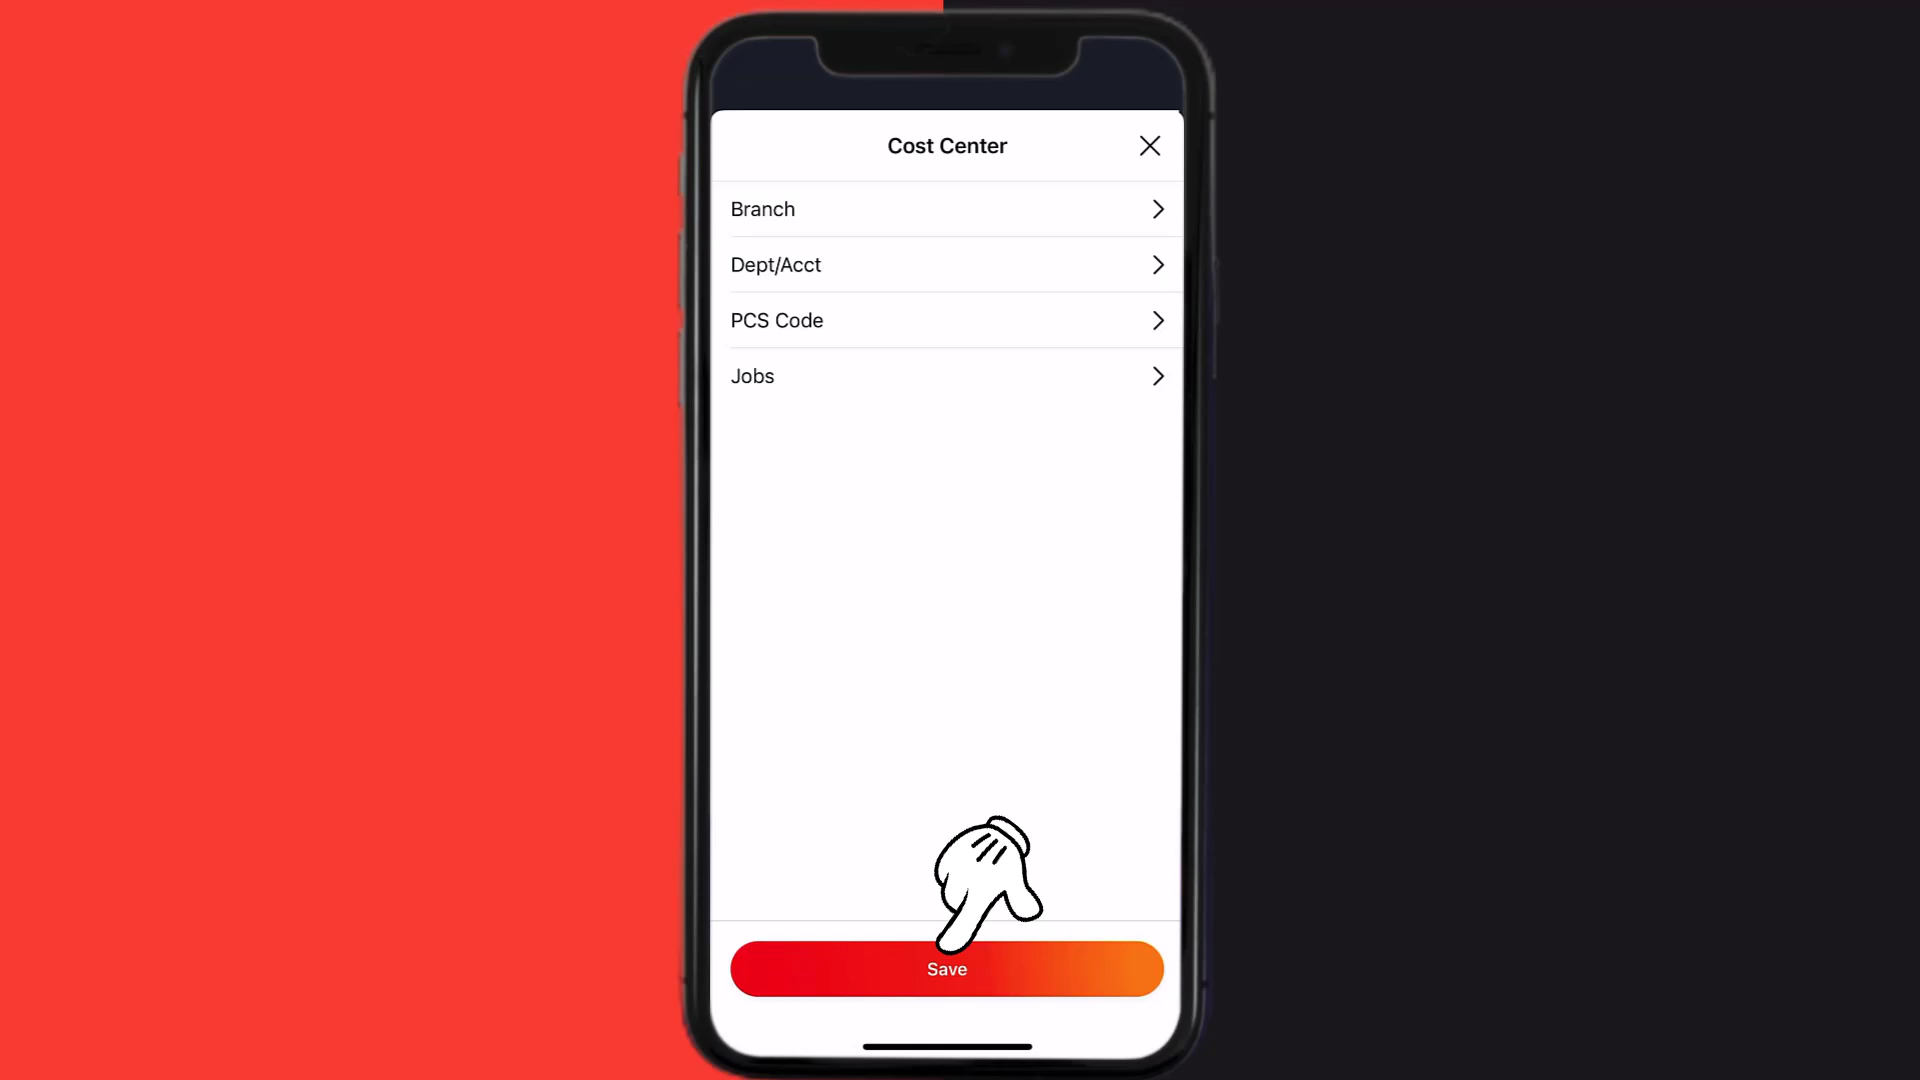 Cost Center
Branch
Dept/Acct
PCS Code
Jobs
Save